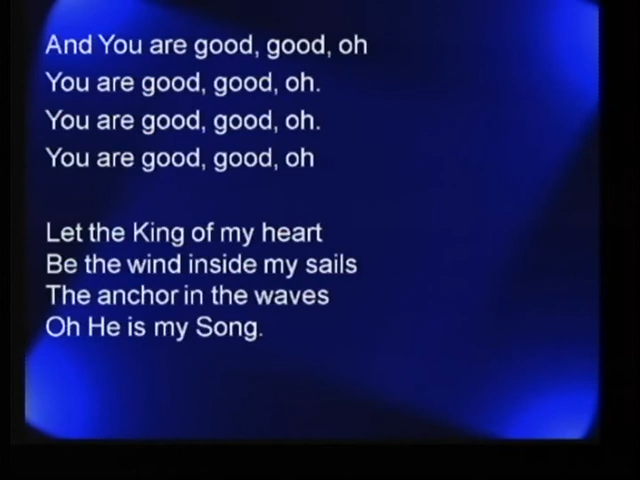 And You are good, good, oh
You are good, good, oh.
You are good, good, oh.
You are good, good, oh
Let the King of my heart
Be the wind inside my sails
The anchor in the waves
Oh He is my Song.